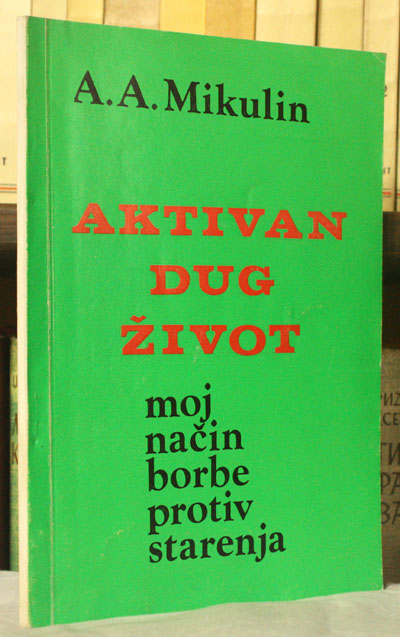 A. A. Mikulin
AKTIVAN
DUG
ŽIVOT
moj
način
borbe
protiv
starenja